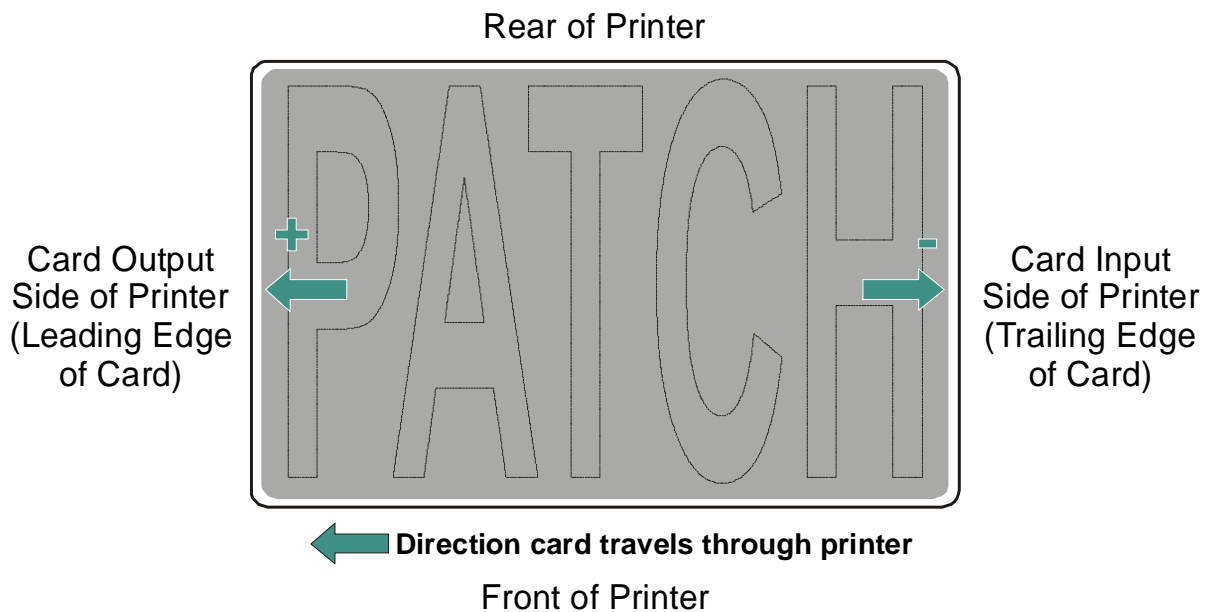 Rear of Printer
PATCH
+
-
Card Output
Side of Printer
(Leading Edge
of Card)
Card Input
Side of Printer
(Trailing Edge
of Card)
Direction card travels through printer
Front of Printer